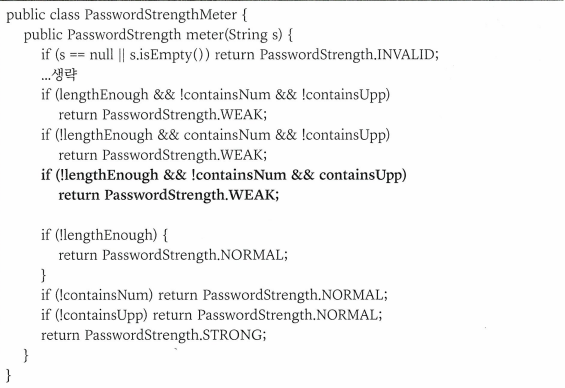 public class PasswordStrengthMeter {
public PasswordStrength meter(String s) {
if (s == null || s.isEmpty()) return PasswordStrength.INVALID;
...생략
if (lengthEnough && !containsNum && !containsUpp)
return PasswordStrength.WEAK;
if (!lengthEnough && containsNum && !containsUpp)
return PasswordStrength.WEAK;
if (!lengthEnough && !containsNum && containsUpp)
return PasswordStrength.WEAK;
if (!lengthEnough) {
return PasswordStrength.NORMAL;
}
if (!containsNum) return PasswordStrength.NORMAL;
if (!containsUpp) return PasswordStrength.NORMAL;
return PasswordStrength.STRONG;
}
}